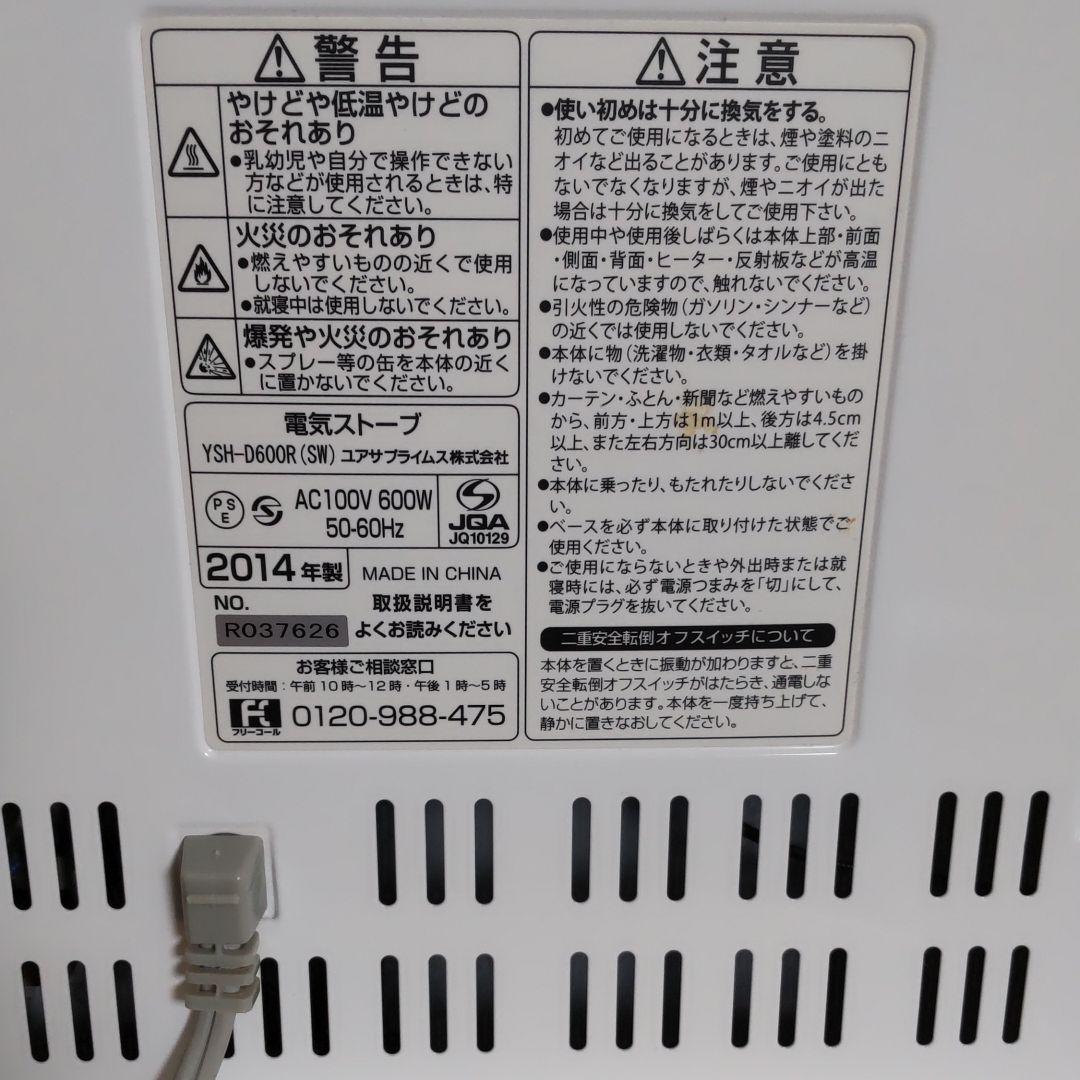 警告
やけどや低温やけどの
おそれあり
●乳幼児や自分で操作できない
方などが使用されるときは、特
に注意してください。
火災のおそれあり
●燃えやすいものの近くで使用
しないでください。
●就寝中は使用しないでください。
爆発や火災のおそれあり
●スプレー等の缶を本体の近く
に置かないでください。
電気ストーブ
YSH-D600R(SW) ユアサプライムス株式会社
PSE
AC100V 600W
50-60Hz
JQA
JQ10129
2014年製
MADE IN CHINA
NO.
R037626
取扱説明書を
よくお読みください
お客様ご相談窓口
受付時間:午前10時〜12時・午後1時〜5時
フリーコール
0120-988-475
注意
●使い初めは十分に換気をする。
初めてご使用になるときは、煙や塗料のニ
オイなど出ることがあります。ご使用にとも
ないでなくなりますが、煙やニオイが出た
場合は十分に換気をしてご使用下さい。
●使用中や使用後しばらくは本体上部・前面
・側面・背面・ヒーター・反射板などが高温
になっていますので、触れないでください。
●引火性の危険物(ガソリン・シンナーなど)
の近くでは使用しないでください。
●本体に物(洗濯物・衣類・タオルなど)を掛
けないでください。
●カーテン・ふとん・新聞など燃えやすいもの
から、前方・上方は1m以上、後方は4.5cm
以上、また左右方向は30cm以上離してくだ
さい。
●本体に乗ったり、もたれたりしないでくださ
い。
●ベースを必ず本体に取り付けた状態でご
使用ください。
●ご使用にならないときや外出時または就
寝時には、必ず電源つまみを「切」にして、
電源プラグを抜いてください。
二重安全転倒オフスイッチについて
本体を置くときに振動が加わりますと、二重
安全転倒オフスイッチがはたらき、通電しな
いことがあります。本体を一度持ち上げて、
静かに置きなおしてください。